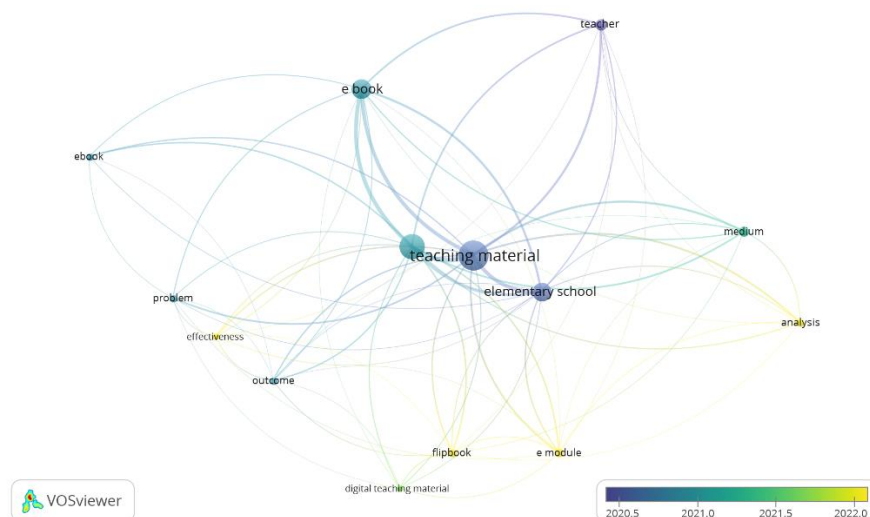 teacher
e book
ebook
medium
teaching material
elementary school
problem
analysis
effectiveness
outcome
flipbook
e module
digital teaching material
VOSviewer
2020.5 2021.0 2021.5 2022.0